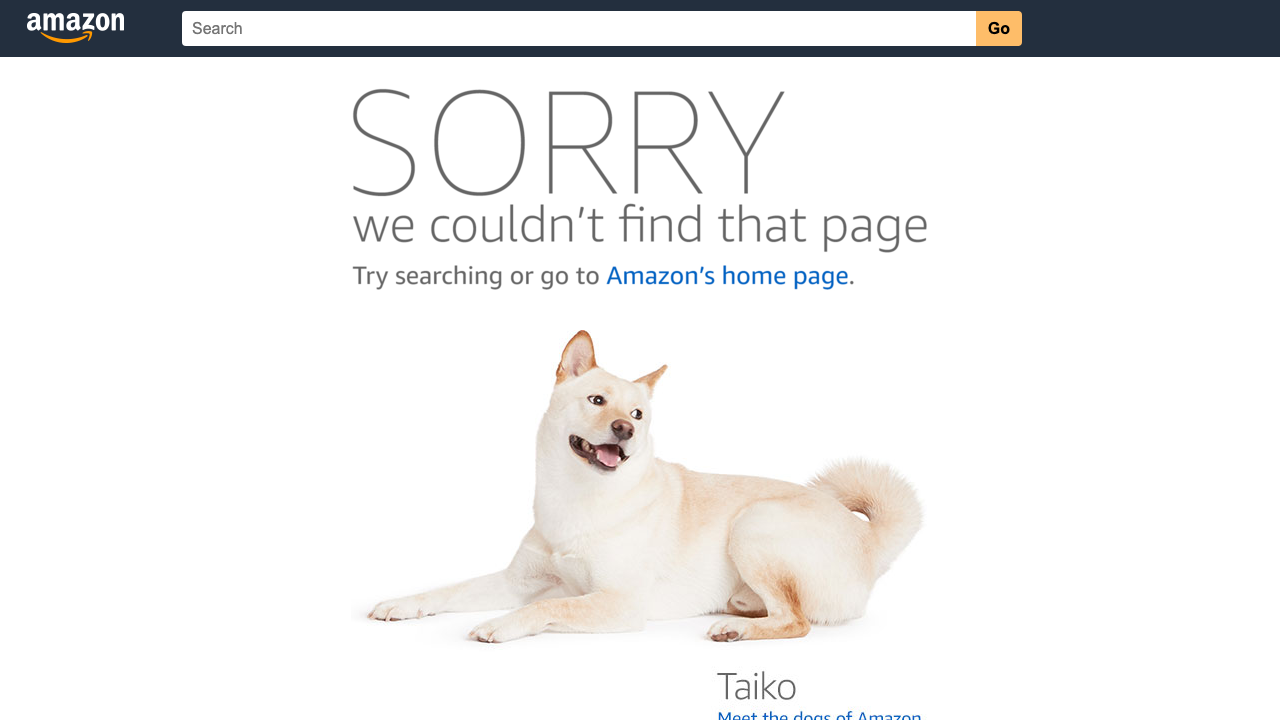 amazon
Search
Go
SORRY
we couldn't find that page
Try searching or go to Amazon's home page.
Taiko
Meet the dogs of Amazon